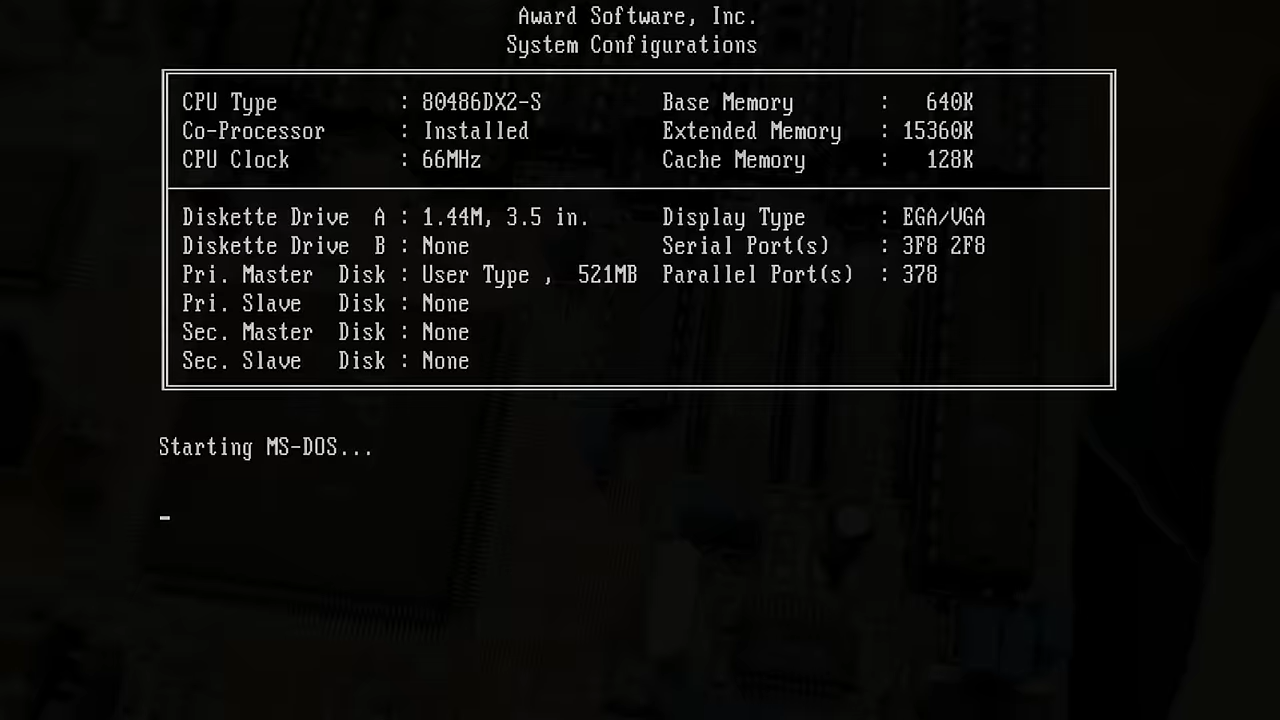 Award Software, Inc.
System Configurations
CPU Type : 80486DX2-S Base Memory : 640K
Co-Processor : Installed Extended Memory : 15360K
CPU Clock : 66MHz Cache Memory : 128K
Diskette Drive A : 1.44M, 3.5 in. Display Type : EGA/VGA
Diskette Drive B : None Serial Port(s) : 3F8 2F8
Pri. Master Disk : User Type , 521MB Parallel Port(s) : 378
Pri. Slave Disk : None
Sec. Master Disk : None
Sec. Slave Disk : None
Starting MS-DOS...
_